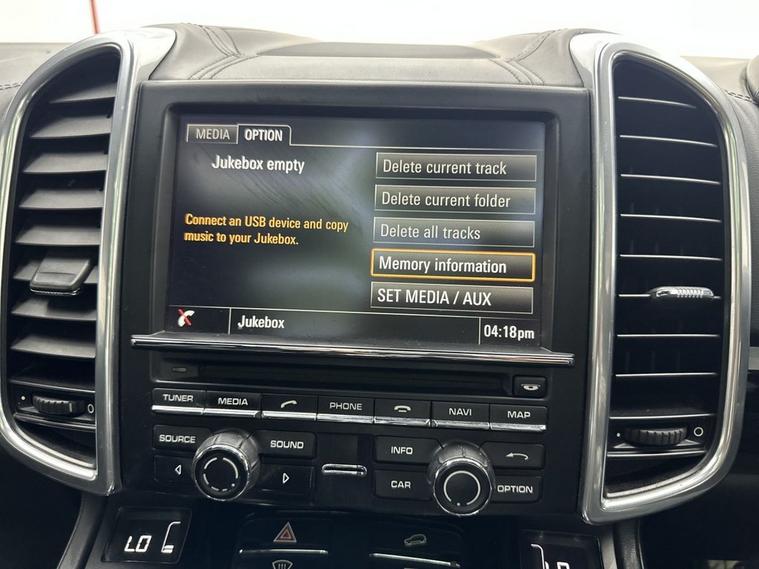 MEDIA OPTION
Jukebox empty
Delete current track
Delete current folder
Connect an USB device and copy
music to your Jukebox.
Delete all tracks
Memory information
SET MEDIA / AUX
Jukebox
04:18pm
TUNER MEDIA PHONE NAVI MAP
SOURCE SOUND INFO
CAR OPTION
LO
LO